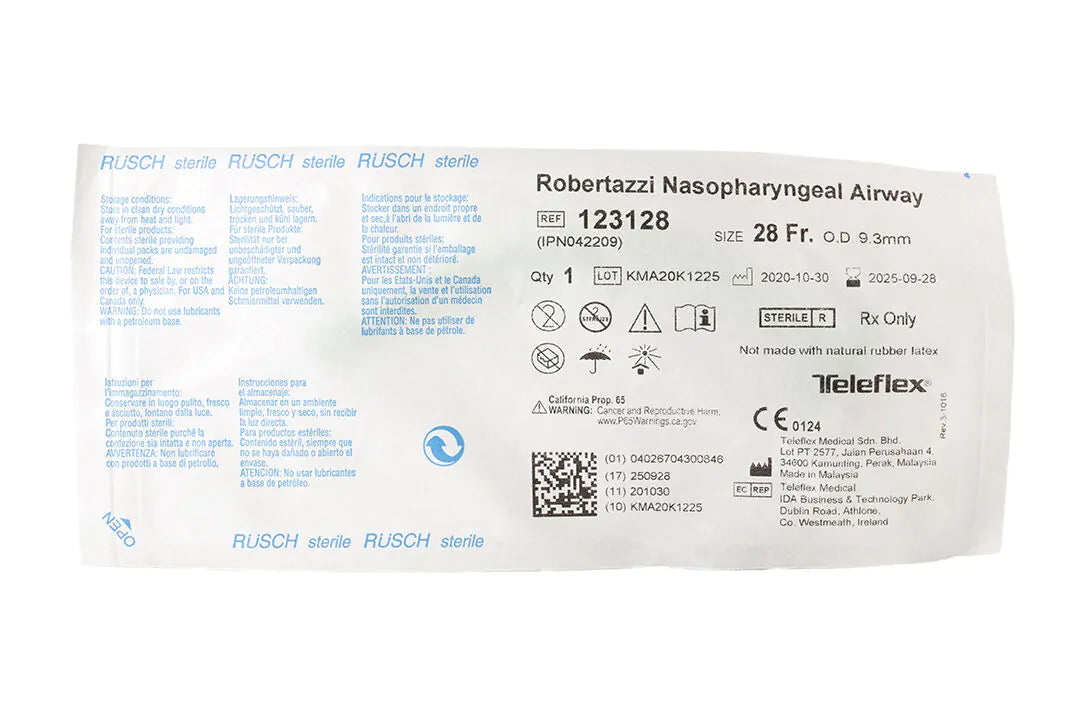 RÜSCH sterile RÜSCH sterile RÜSCH sterile
Storage conditions:
Store in clean dry conditions
away from heat and light.
For sterile products:
Contents sterile providing
individual packs are undamaged
and unopened.
CAUTION: Federal Law restricts
this device to sale by, or on the
order of, a physician. For USA and
Canada only.
WARNING: Do not use lubricants
with a petroleum base.
Lagerungshinweis:
Lichtgeschützt, sauber,
trocken und kühl lagern.
Für sterile Produkte:
Sterilität nur bei
unbeschädigter und
ungeöffneter Verpackung
garantiert.
ACHTUNG:
Keine petroleumhaltigen
Schmiermittel verwenden.
Indications pour le stockage:
Stocker dans un endroit propre
et sec,à l'abri de la lumière et de
la chaleur.
Pour produits stériles:
Stérilité garantie si l'emballage
est intact et non détérioré.
AVERTISSEMENT :
Pour les Etats-Unis et le Canada
uniquement, la vente et l'utilisation
sans l'autorisation d'un médecin
sont interdites.
ATTENTION: Ne pas utiliser de
lubrifiants à base de pétrole.
Istruzioni per
l'immagazzinamento:
Conservare in luogo pulito, fresco
e asciutto, lontano dalla luce.
Per prodotti sterili:
Contenuto sterile purché la
confezione sia intatta e non aperta.
AVVERTENZA: Non lubrificare
con prodotti a base di petrolio.
Instrucciones para
el almacenaje:
Almacenar en un ambiente
limpio, fresco y seco, sin recibir
la luz directa.
Para productos estériles:
Contenido estéril, siempre que
no se haya dañado o abierto el
envase.
ATENCION: No usar lubricantes
a base de petróleo.
OPEN
RÜSCH sterile RÜSCH sterile
Robertazzi Nasopharyngeal Airway
REF 123128
(IPN042209)
SIZE 28 Fr. O.D 9.3mm
Qty 1 LOT KMA20K1225 2020-10-30 2025-09-28
2 STERILIZE STERILE R Rx Only
Not made with natural rubber latex
Teleflex®
California Prop. 65
WARNING: Cancer and Reproductive Harm.
www.P65Warnings.ca.gov
CE 0124
Rev. 3-1016
(01) 04026704300846
(17) 250928
(11) 201030
(10) KMA20K1225
Teleflex Medical Sdn. Bhd.
Lot PT 2577, Jalan Perusahaan 4,
34600 Kamunting, Perak, Malaysia
Made in Malaysia
EC REP Teleflex Medical
IDA Business & Technology Park,
Dublin Road, Athlone,
Co. Westmeath, Ireland